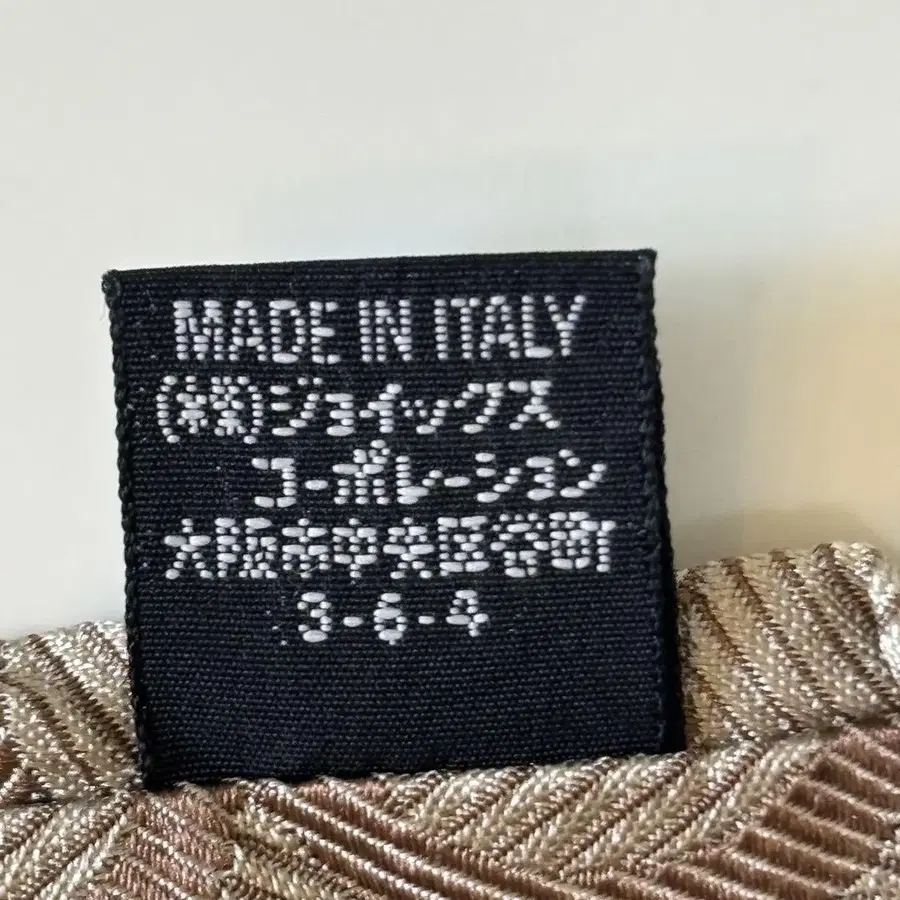 MADE IN ITALY
(株)ジョイックス
コーポレーション
大阪市中央区谷町
3-6-4